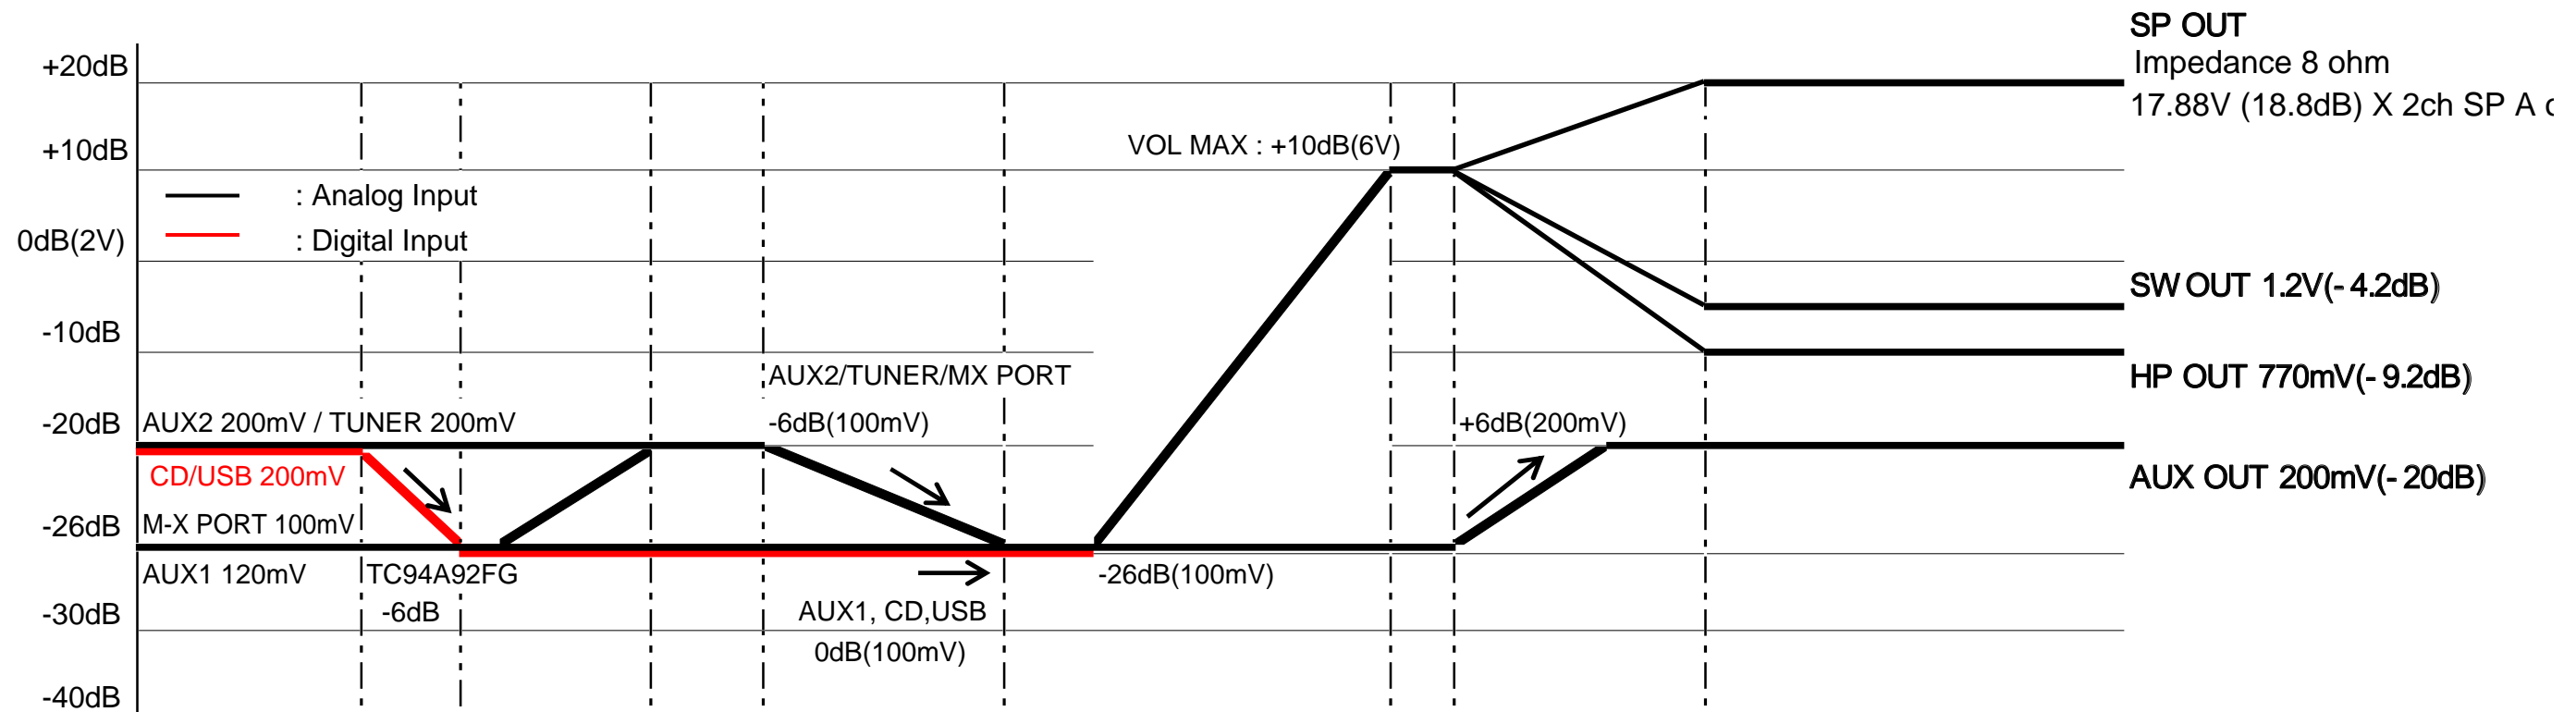 SP OUT
Impedance 8 ohm
17.88V (18.8dB) X 2ch SP A
+20dB
+10dB
VOL MAX : +10dB(6V)
: Analog Input
0dB(2V)
: Digital Input
SW OUT 1.2V(- 4.2dB)
-10dB
AUX2/TUNER/MX PORT
HP OUT 770mV(- 9.2dB)
-20dB
AUX2 200mV / TUNER 200mV
-6dB(100mV)
+6dB(200mV)
CD/USB 200mV
AUX OUT 200mV(- 20dB)
-26dB
M-X PORT 100mV
AUX1 120mV
TC94A92FG
-26dB(100mV)
-30dB
-6dB
AUX1, CD,USB
0dB(100mV)
-40dB